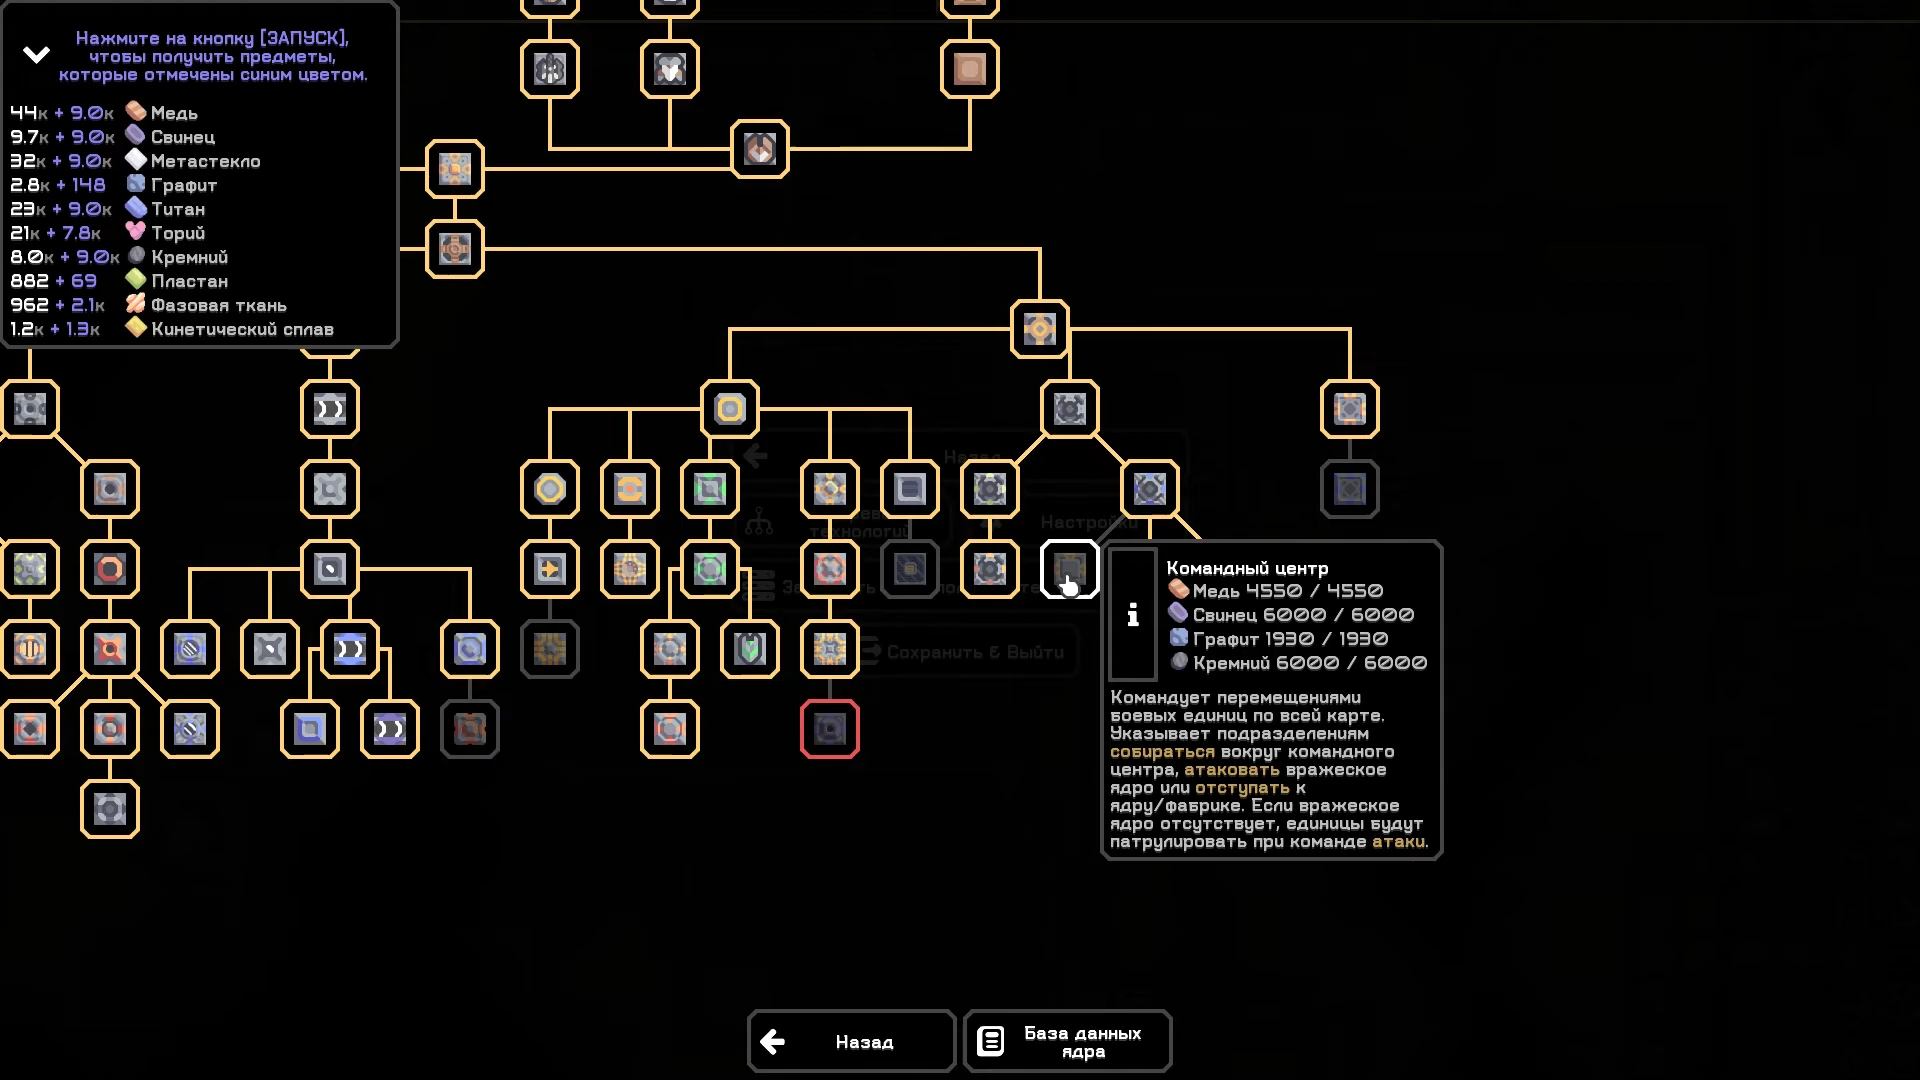 Нажмите на кнопку [ЗАПУСК],
чтобы получить предметы,
которые отмечены синим цветом.
44к + 9.0к Медь
9.7к + 9.0к Свинец
32к + 9.0к Метастекло
2.8к + 148 Графит
23к + 9.0к Титан
21к + 7.8к Торий
8.0к + 9.0к Кремний
882 + 69 Пластан
962 + 2.1к Фазовая ткань
1.2к + 1.3к Кинетический сплав
Назад
Настройки
технологий
Сохранить & Выйти
Командный центр
Медь 4550 / 4550
Свинец 6000 / 6000
Графит 1930 / 1930
Кремний 6000 / 6000
Командует перемещениями
боевых единиц по всей карте.
Указывает подразделениям
собираться вокруг командного
центра, атаковать вражеское
ядро или отступать к
ядру/фабрике. Если вражеское
ядро отсутствует, единицы будут
патрулировать при команде атаки.
Назад
База данных
ядра